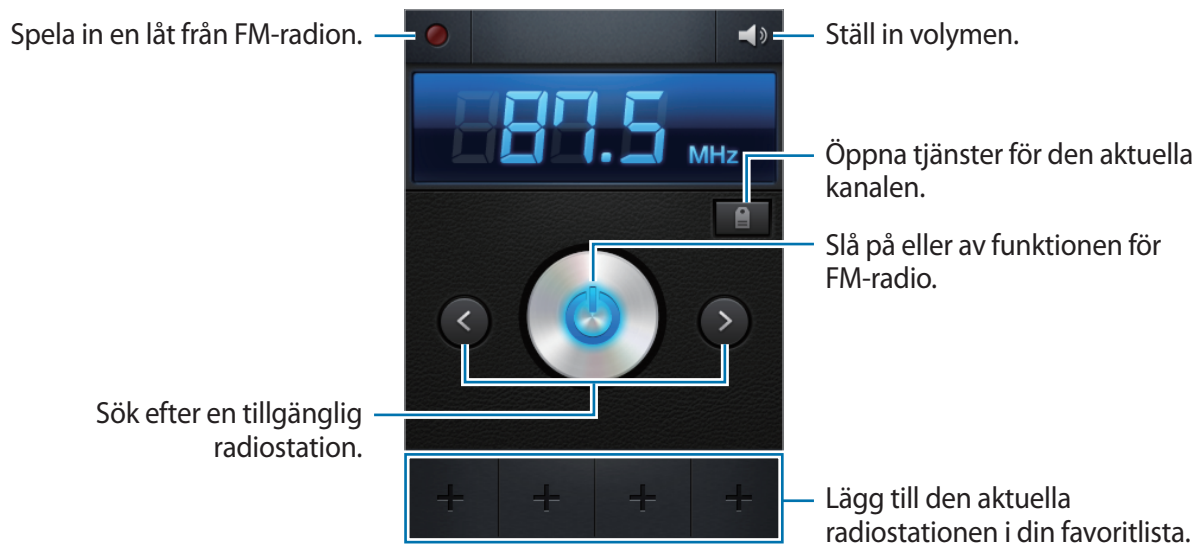 Spela in en låt från FM-radion.
Ställ in volymen.
87.5 MHz
Öppna tjänster för den aktuella
kanalen.
Slå på eller av funktionen för
FM-radio.
Sök efter en tillgänglig
radiostation.
Lägg till den aktuella
radiostationen i din favoritlista.